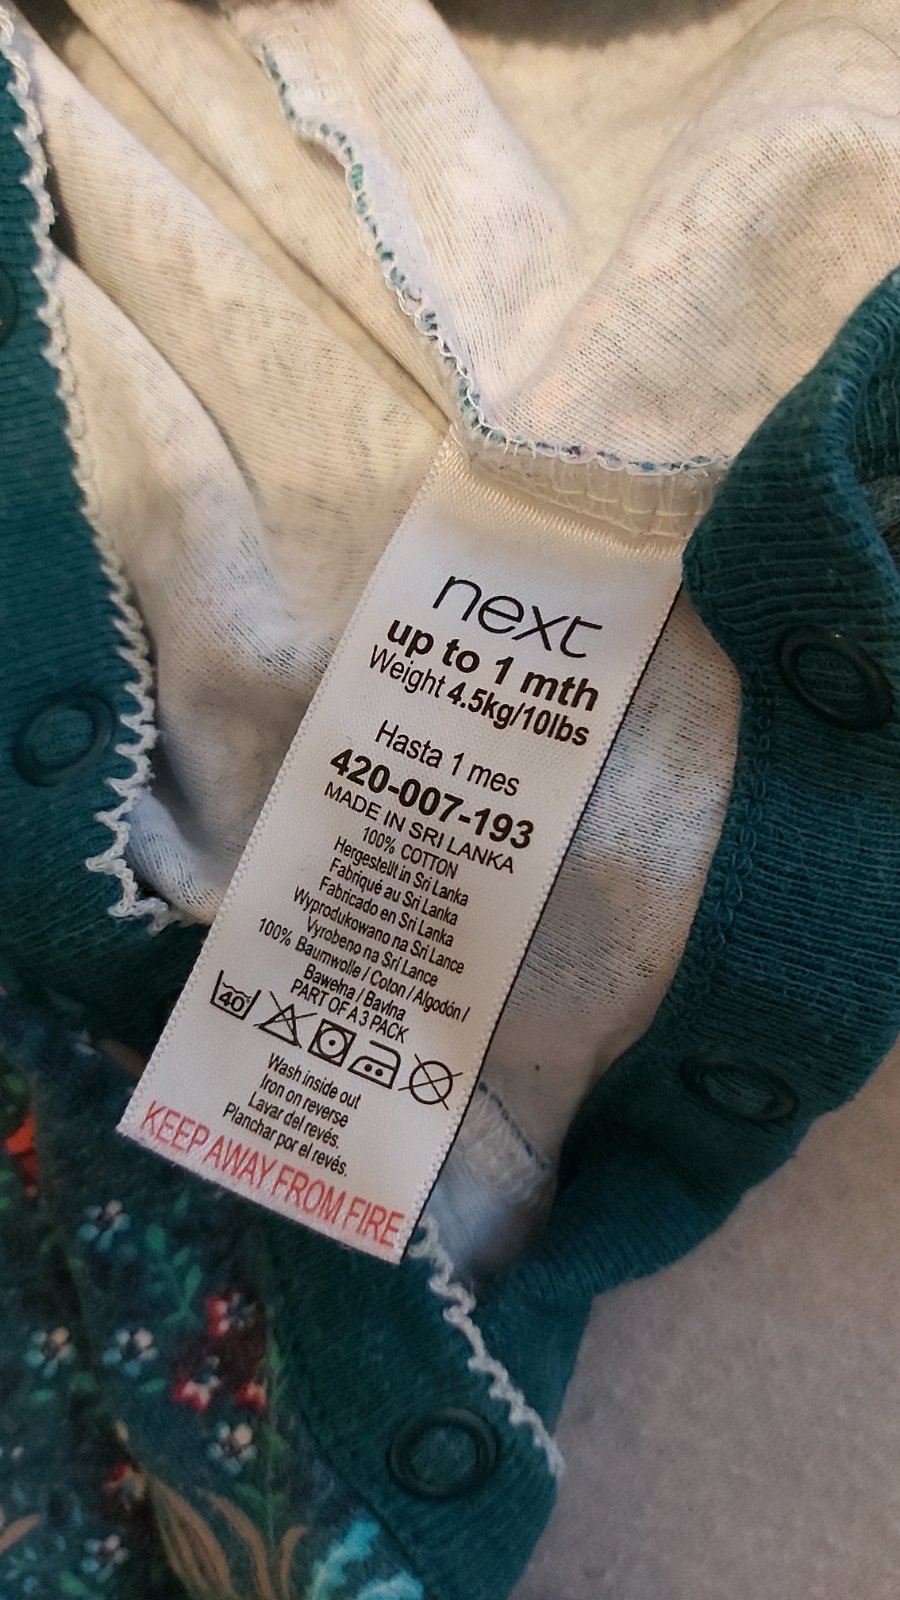 next
up to 1 mth
Weight 4.5kg/10lbs
Hasta 1 mes
420-007-193
MADE IN SRI LANKA
100% COTTON
Hergestellt in Sri Lanka
Fabriqué au Sri Lanka
Fabricado en Sri Lanka
Wyprodukowano na Sri Lance
Vyrobeno na Srí Lance
100% Baumwolle / Coton / Algodón /
Bawełna / Bavlna
PART OF A 3 PACK
40
Wash inside out
Iron on reverse
Lavar del revés.
Planchar por el revés.
KEEP AWAY FROM FIRE